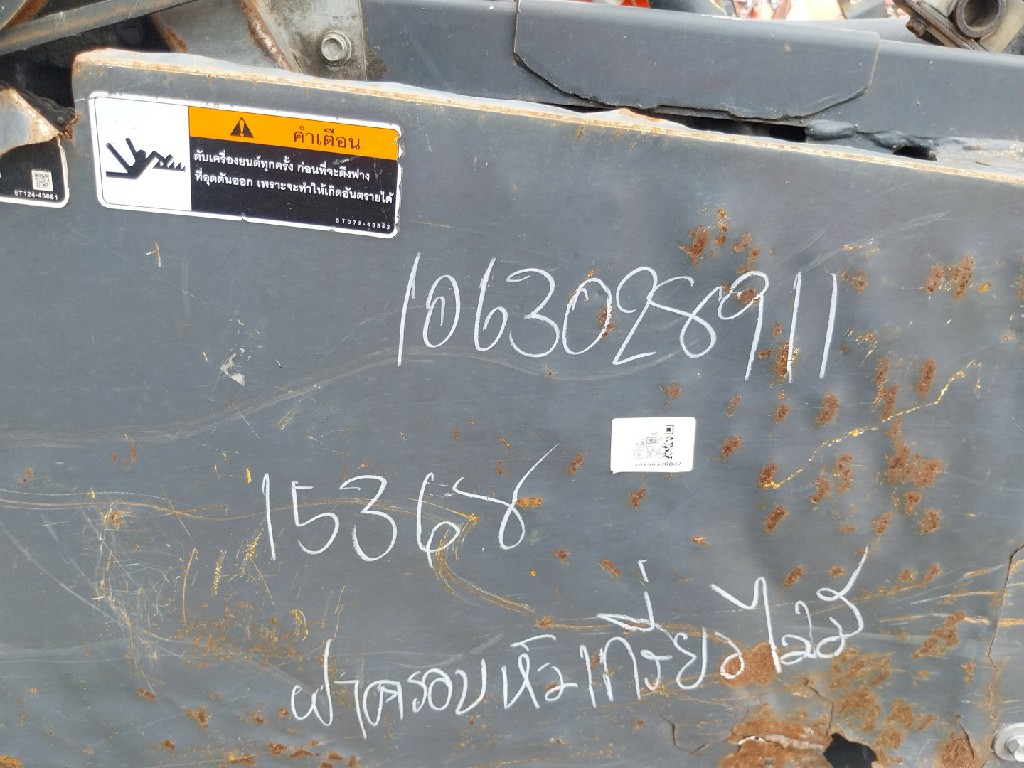 คำเตือน
ดับเครื่องยนต์ทุกครั้ง ก่อนที่จะดึงฟาง
ที่อุดตันออก เพราะจะทำให้เกิดอันตรายได้
1063028911
15368
ฝาครอบหัวเกรียวไม่มี